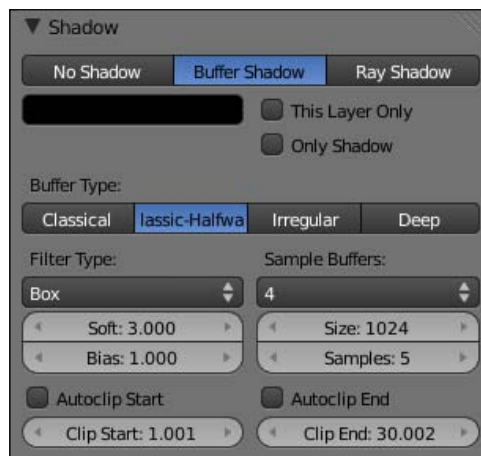 Shadow
No Shadow Buffer Shadow Ray Shadow
This Layer Only
Only Shadow
Buffer Type:
Classical lassic-Halfwa Irregular Deep
Filter Type: Sample Buffers:
Box 4
Soft: 3.000 Size: 1024
Bias: 1.000 Samples: 5
Autoclip Start Autoclip End
Clip Start: 1.001 Clip End: 30.002